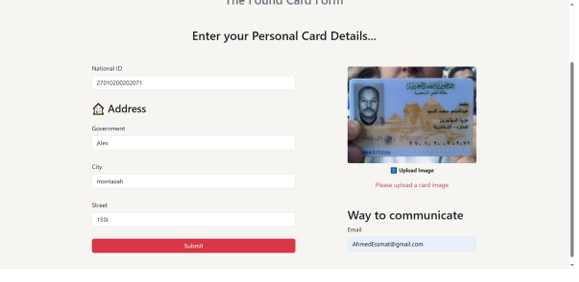 The Found Card Form
Enter your Personal Card Details...
National ID
27010200202071
Address
Government
Alex
City
montazah
Street
15St
Submit
Upload Image
Please upload a card image
Way to communicate
Email
AhmedEssmat@gmail.com